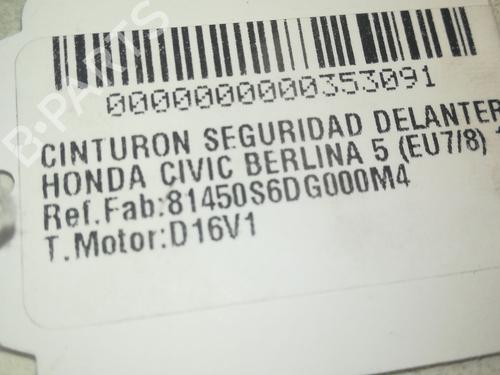 0000000000353091
CINTURON SEGURIDAD DELANTER
HONDA CIVIC BERLINA 5 (EU7/8)
Ref.Fab:81450S6DG000M4
T.Motor:D16V1
B-PARTS